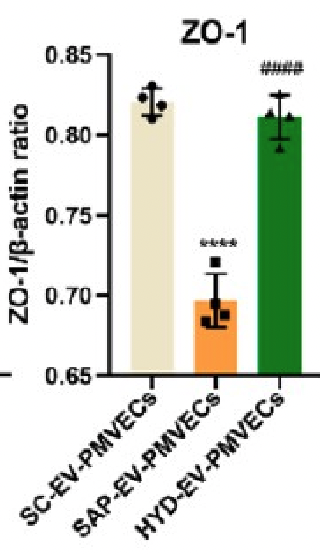 ZO-1
ZO-1/β-actin ratio
0.85
0.80
0.75
0.70
0.65
****
####
SC-EV-PMVECs
SAP-EV-PMVECs
HYD-EV-PMVECs